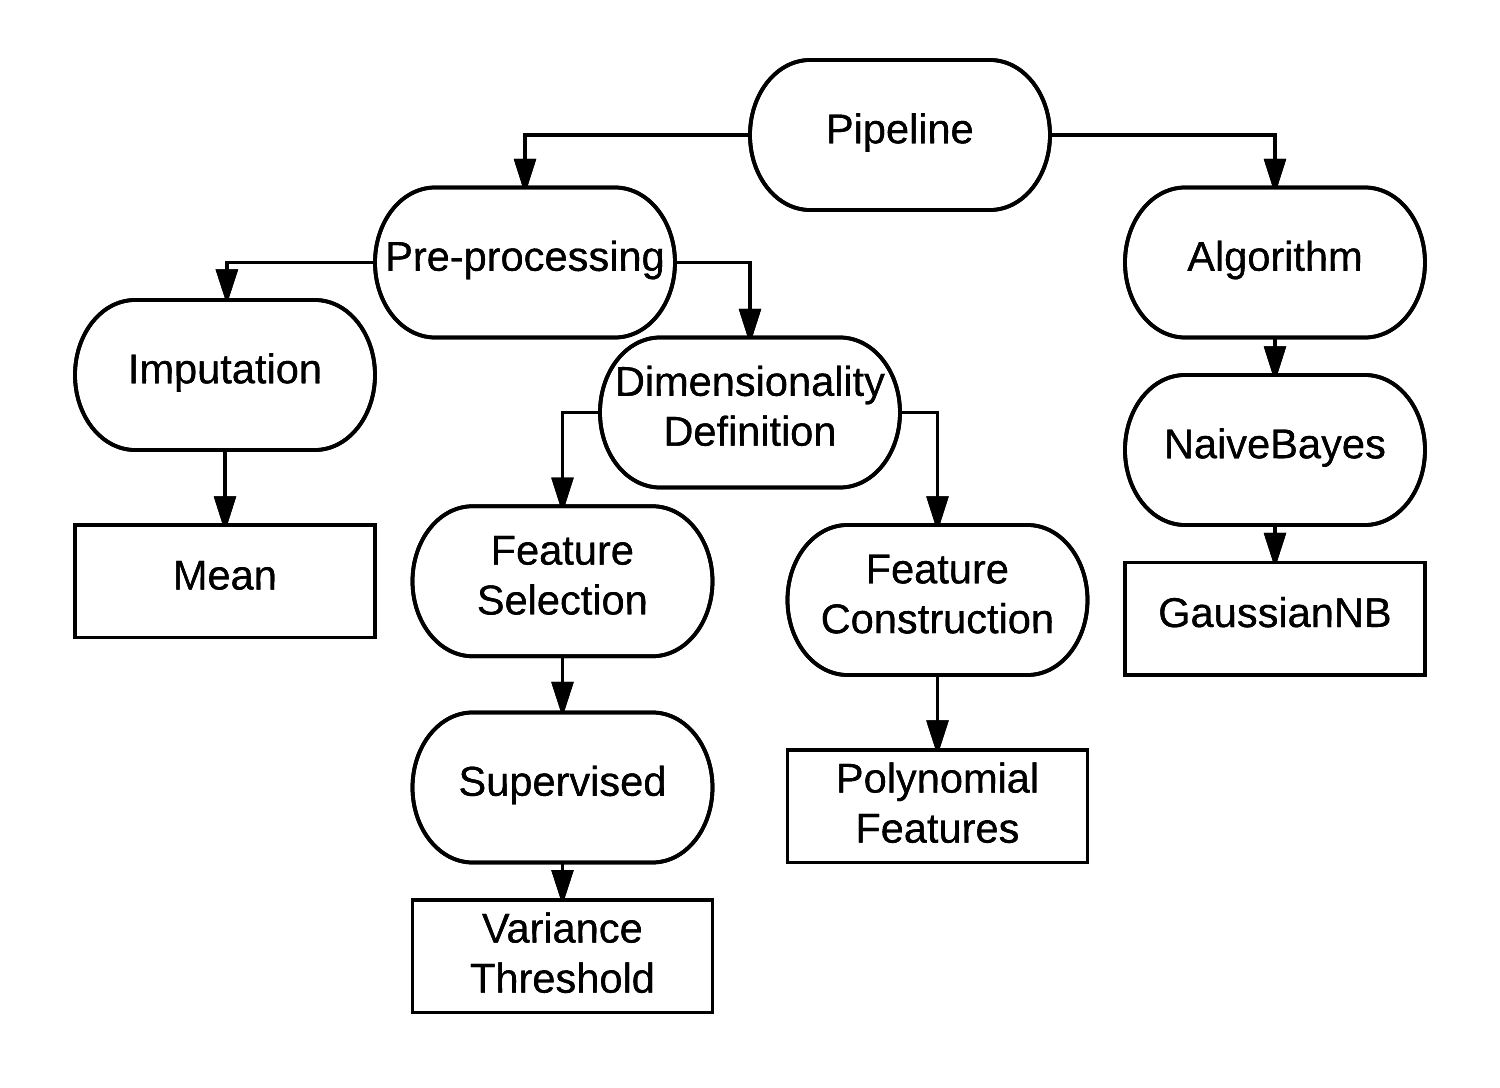 Pipeline
Pre-processing
Algorithm
Imputation
Dimensionality
Definition
NaiveBayes
Mean
Feature
Selection
Feature
Construction
GaussianNB
Supervised
Polynomial
Features
Variance
Threshold